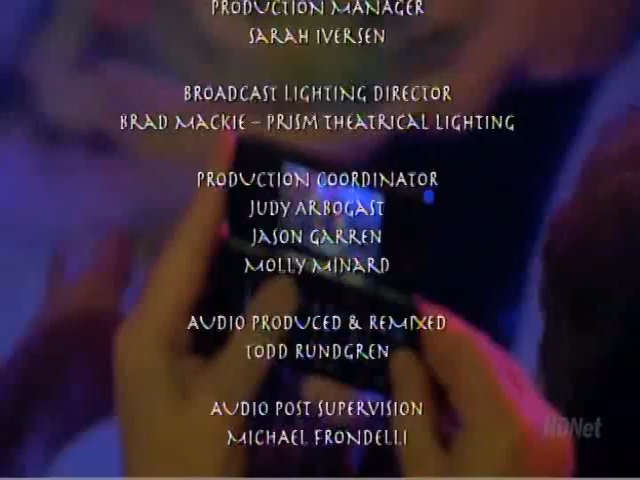 PRODUCTION MANAGER
SARAH IVERSEN
BROADCAST LIGHTING DIRECTOR
BRAD MACKIE – PRISM THEATRICAL LIGHTING
PRODUCTION COORDINATOR
JUDY ARBOGAST
JASON GARREN
MOLLY MINARD
AUDIO PRODUCED & REMIXED
TODD RUNDGREN
AUDIO POST SUPERVISION
MICHAEL FRONDELLI
HDNet